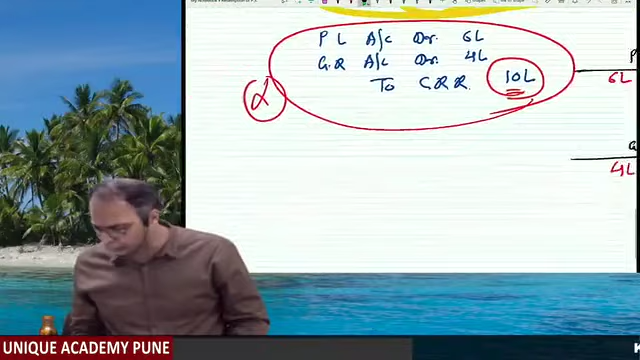 P L A/c Dr. 6L
G.R A/c Dr. 4L
To C.R.R. 10L
2
6L
4L
UNIQUE ACADEMY PUNE